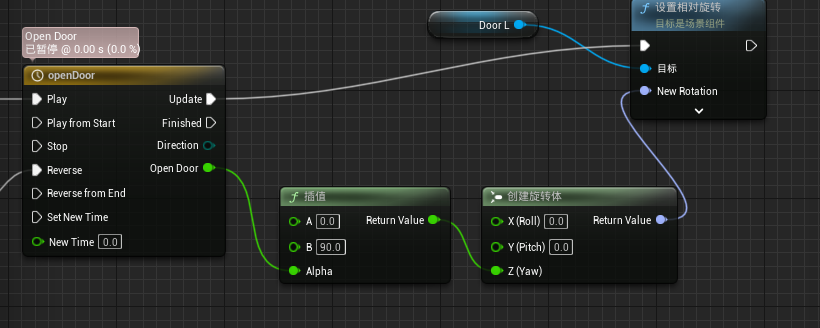 设置相对旋转
目标是场景组件
Door L
目标
New Rotation
Open Door
已暂停 @ 0.00 s (0.0 %)
openDoor
Play
Update
Play from Start
Finished
Stop
Direction
Reverse
Open Door
Reverse from End
Set New Time
New Time 0.0
插值
A 0.0
Return Value
B 90.0
Alpha
创建旋转体
X (Roll) 0.0
Return Value
Y (Pitch) 0.0
Z (Yaw)